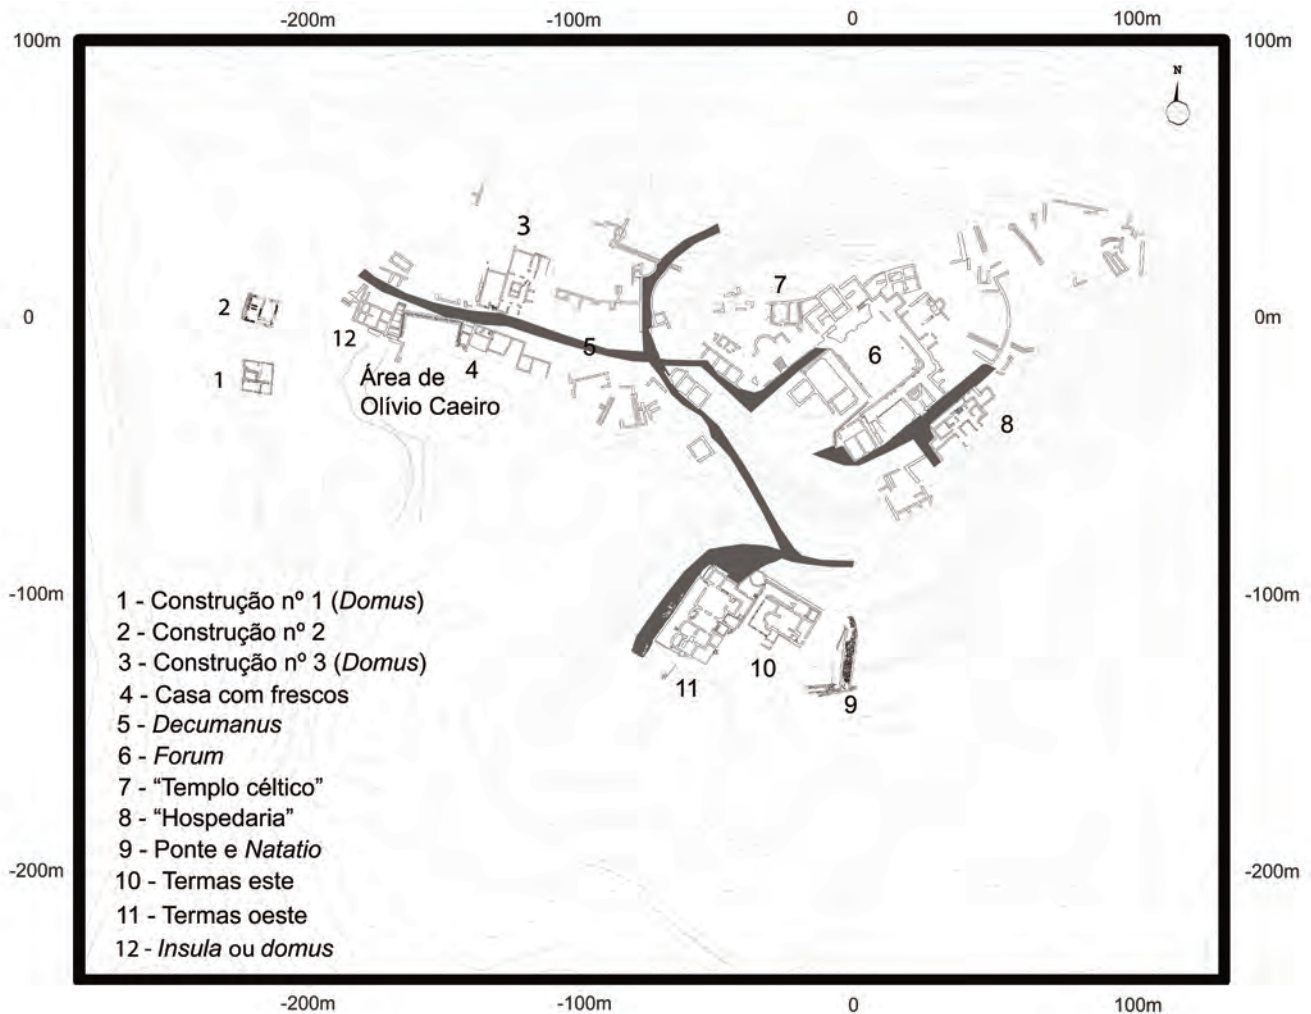 -200m -100m 0 100m
100m 100m
N
3
7
2
0 0m
12
5
6
4
1
Área de
Olívio Caeiro
8
-100m -100m
1 - Construção nº 1 (Domus)
2 - Construção nº 2
3 - Construção nº 3 (Domus)
4 - Casa com frescos
5 - Decumanus
6 - Forum
7 - “Templo céltico”
8 - “Hospedaria”
9 - Ponte e Natatio
10 - Termas este
11 - Termas oeste
12 - Insula ou domus
10
11
9
-200m -200m
-200m -100m 0 100m